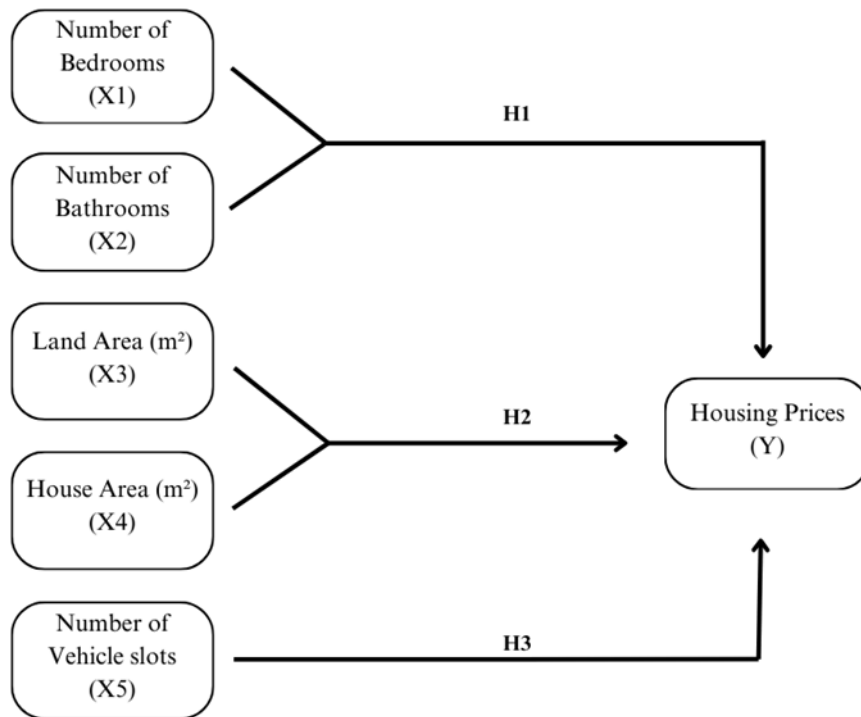 Number of
Bedrooms
(X1)
H1
Number of
Bathrooms
(X2)
Land Area (m²)
(X3)
H2
Housing Prices
(Y)
House Area (m²)
(X4)
Number of
Vehicle slots
(X5)
H3